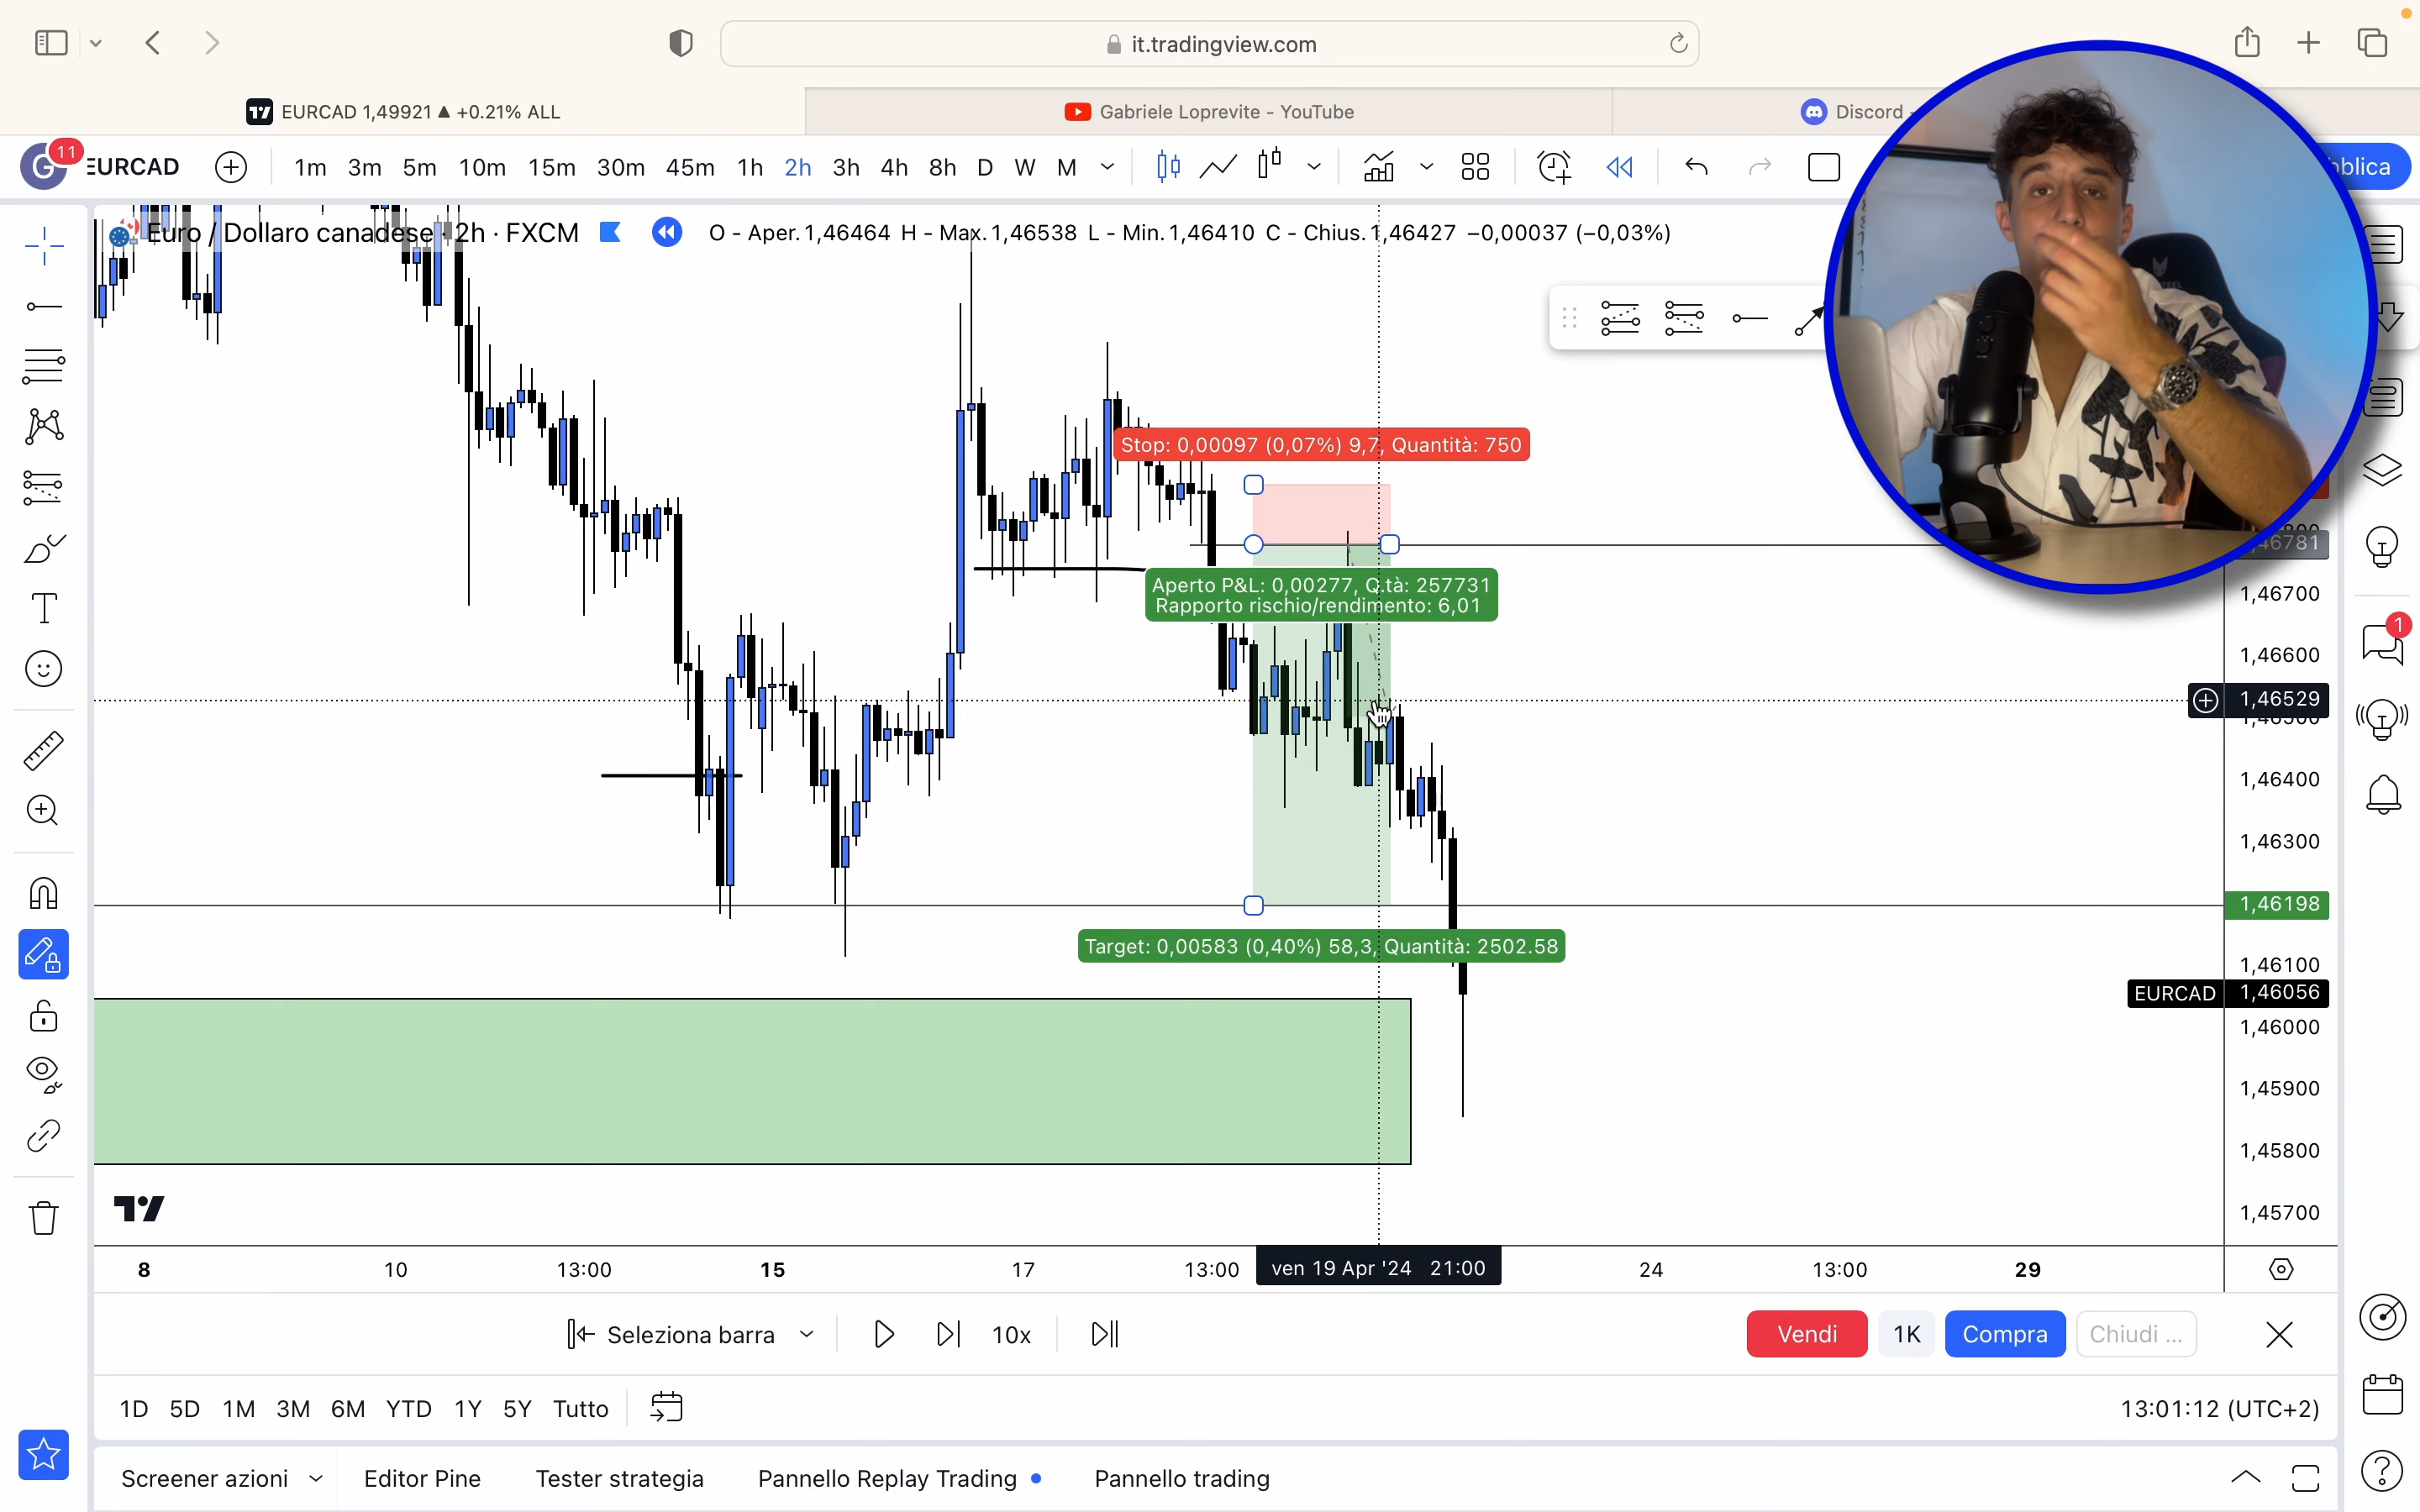 it.tradingview.com
EURCAD 1,49921 ▲ +0.21% ALL
Gabriele Loprevite - YouTube
Discord
G 11
EURCAD
1m 3m 5m 10m 15m 30m 45m 1h 2h 3h 4h 8h D W M
bblica
Euro / Dollaro canadese · 2h · FXCM
O - Aper. 1,46464 H - Max. 1,46538 L - Min. 1,46410 C - Chius. 1,46427 −0,00037 (−0,03%)
Stop: 0,00097 (0,07%) 9,7, Quantità: 750
46781
Aperto P&L: 0,00277, Q.tà: 257731
Rapporto rischio/rendimento: 6,01
1,46700
1
1,46600
1,46529
1,46400
1,46300
1,46198
Target: 0,00583 (0,40%) 58,3, Quantità: 2502.58
1,46100
EURCAD 1,46056
1,46000
1,45900
1,45800
1,45700
8 10 13:00 15 17 13:00 ven 19 Apr '24 21:00 24 13:00 29
Seleziona barra
10x
Vendi 1K Compra Chiudi ...
1D 5D 1M 3M 6M YTD 1Y 5Y Tutto
13:01:12 (UTC+2)
Screener azioni Editor Pine Tester strategia Pannello Replay Trading Pannello trading